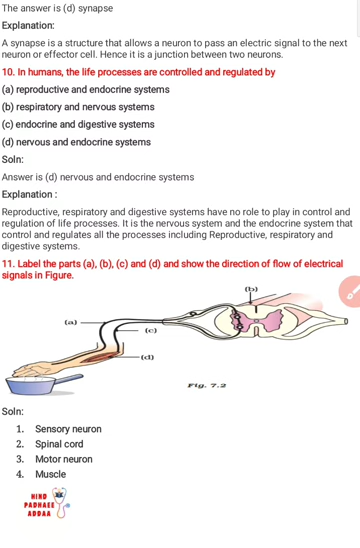 The answer is (d) synapse
Explanation:
A synapse is a structure that allows a neuron to pass an electric signal to the next
neuron or effector cell. Hence it is a junction between two neurons.
10. In humans, the life processes are controlled and regulated by
(a) reproductive and endocrine systems
(b) respiratory and nervous systems
(c) endocrine and digestive systems
(d) nervous and endocrine systems
Soln:
Answer is (d) nervous and endocrine systems
Explanation :
Reproductive, respiratory and digestive systems have no role to play in control and
regulation of life processes. It is the nervous system and the endocrine system that
control and regulates all the processes including Reproductive, respiratory and
digestive systems.
11. Label the parts (a), (b), (c) and (d) and show the direction of flow of electrical
signals in Figure.
(b)
(a)
(c)
(d)
Fig. 7.2
Soln:
1. Sensory neuron
2. Spinal cord
3. Motor neuron
4. Muscle
HIND
PADHAEE
ADDAA